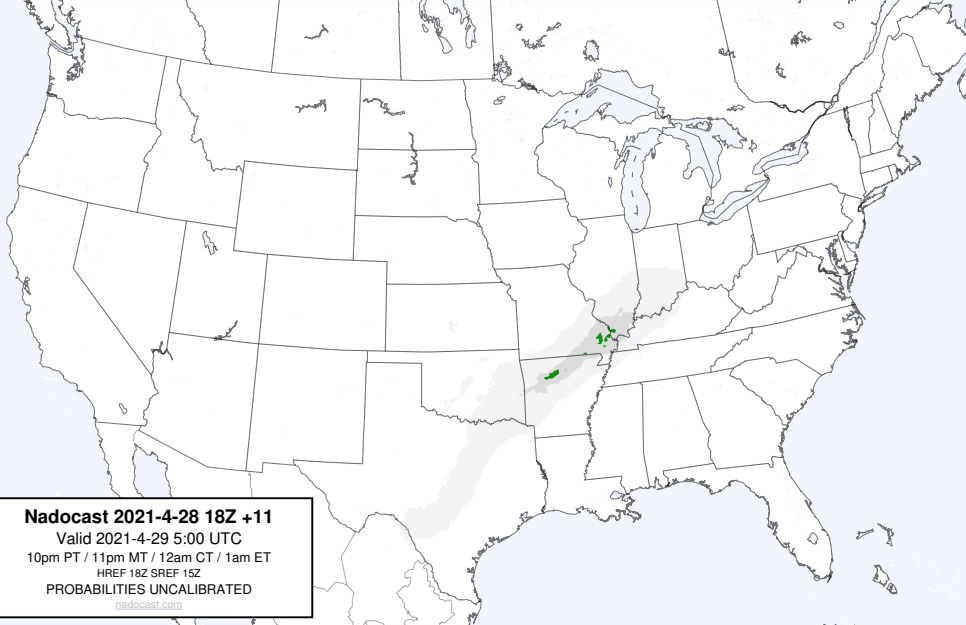 Nadocast 2021-4-28 18Z +11
Valid 2021-4-29 5:00 UTC
10pm PT / 11pm MT / 12am CT / 1am ET
HREF 18Z SREF 15Z
PROBABILITIES UNCALIBRATED
nadocast.com